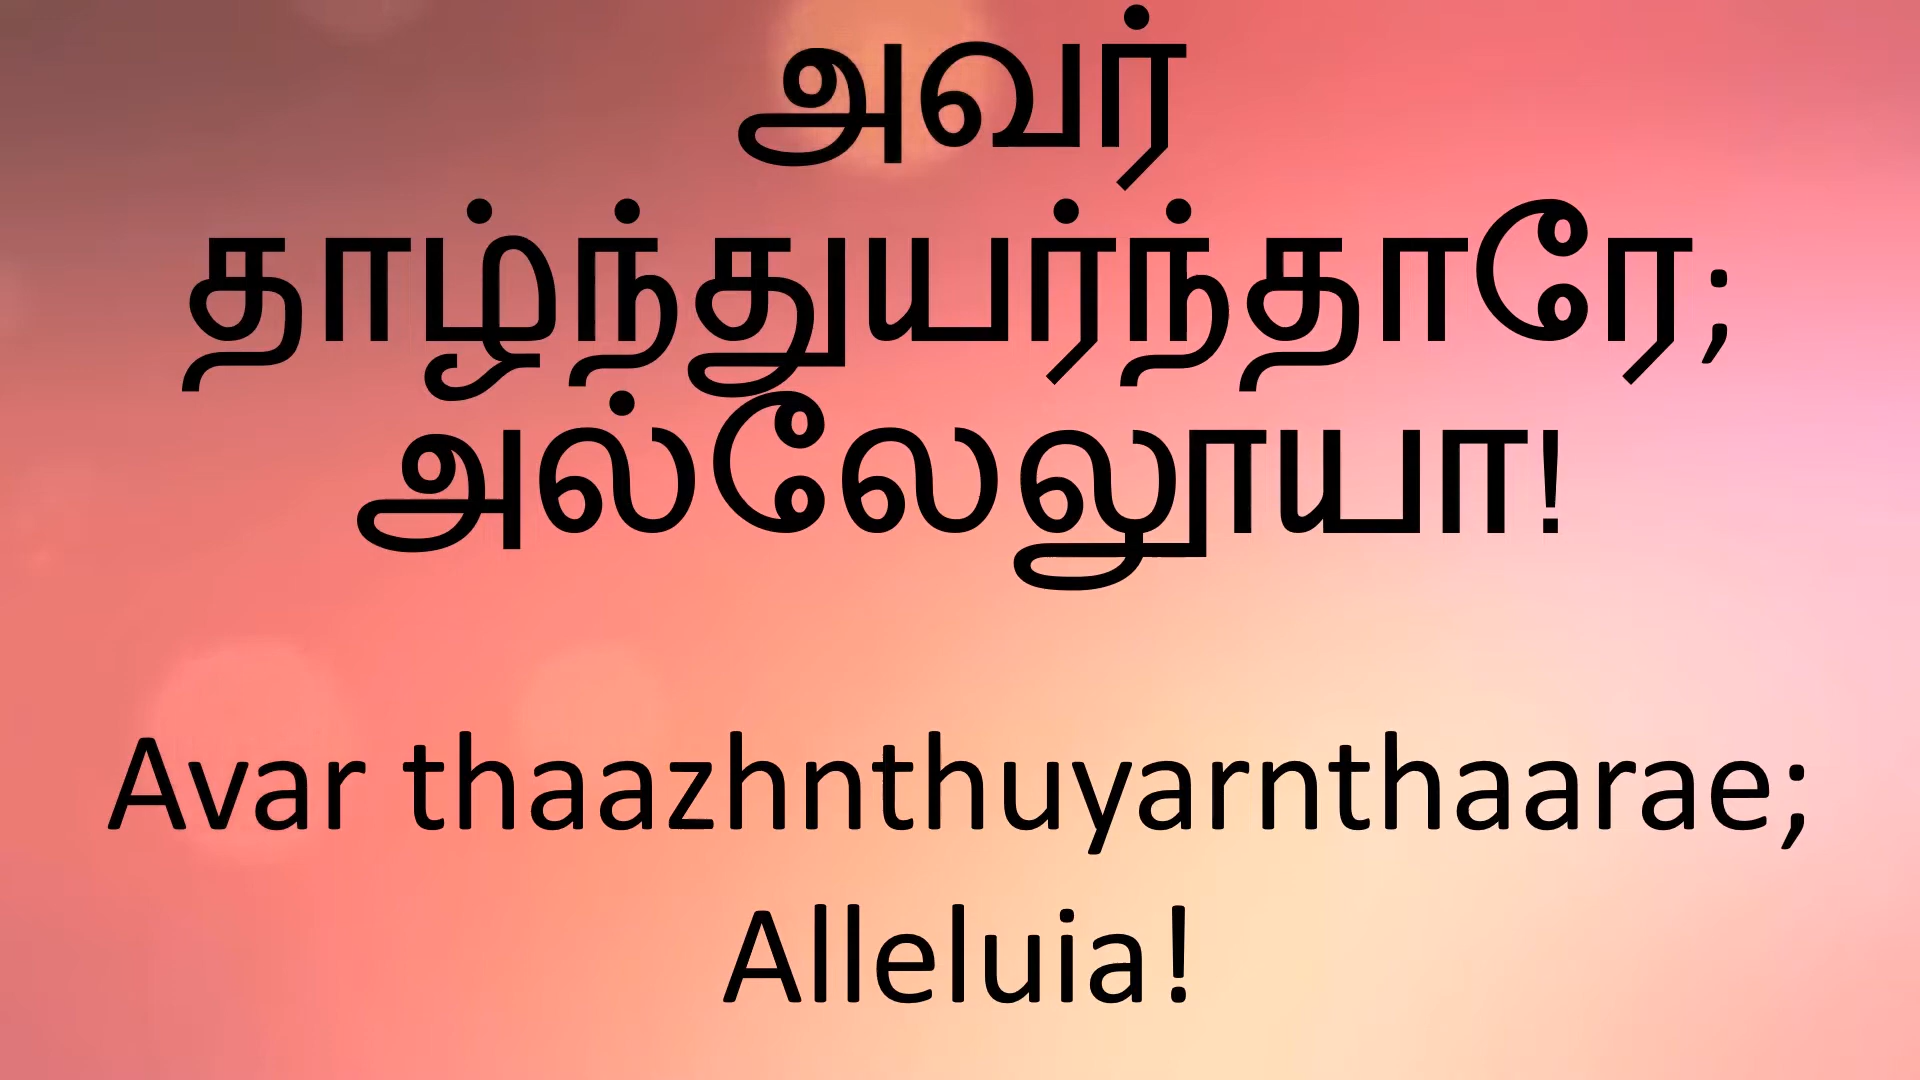 அவர்
தாழ்ந்துயர்ந்தாரே;
அல்லேலூயா!
Avar thaazhnthuyarnthaarae;
Alleluia!